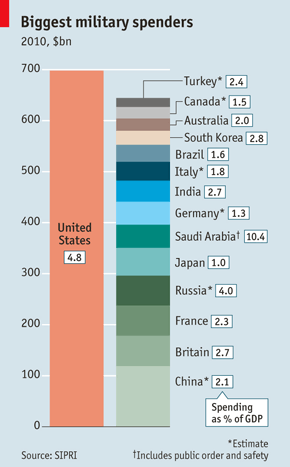 Biggest military spenders
2010, $bn
700
600
500
400
300
200
100
0
United
States
4.8
Turkey* 2.4
Canada* 1.5
Australia 2.0
South Korea 2.8
Brazil 1.6
Italy* 1.8
India 2.7
Germany* 1.3
Saudi Arabia† 10.4
Japan 1.0
Russia* 4.0
France 2.3
Britain 2.7
China* 2.1
Spending
as % of GDP
*Estimate
Source: SIPRI
†Includes public order and safety